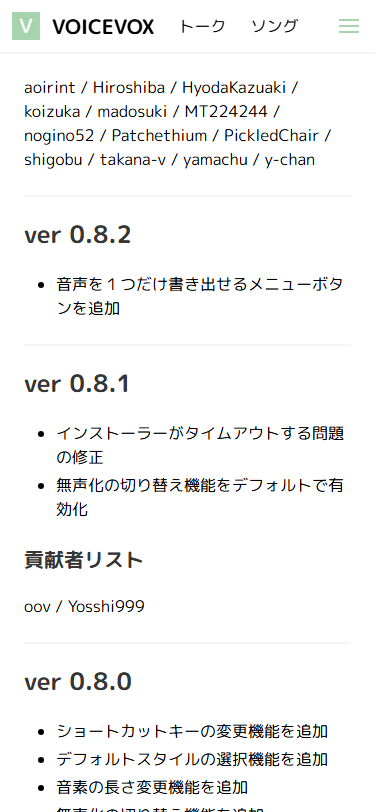 V VOICEVOX トーク ソング
aoirint / Hiroshiba / HyodaKazuaki /
koizuka / madosuki / MT224244 /
nogino52 / Patchethium / PickledChair /
shigobu / takana-v / yamachu / y-chan
ver 0.8.2
音声を１つだけ書き出せるメニューボタ
ンを追加
ver 0.8.1
インストーラーがタイムアウトする問題
の修正
無声化の切り替え機能をデフォルトで有
効化
貢献者リスト
oov / Yosshi999
ver 0.8.0
ショートカットキーの変更機能を追加
デフォルトスタイルの選択機能を追加
音素の長さ変更機能を追加